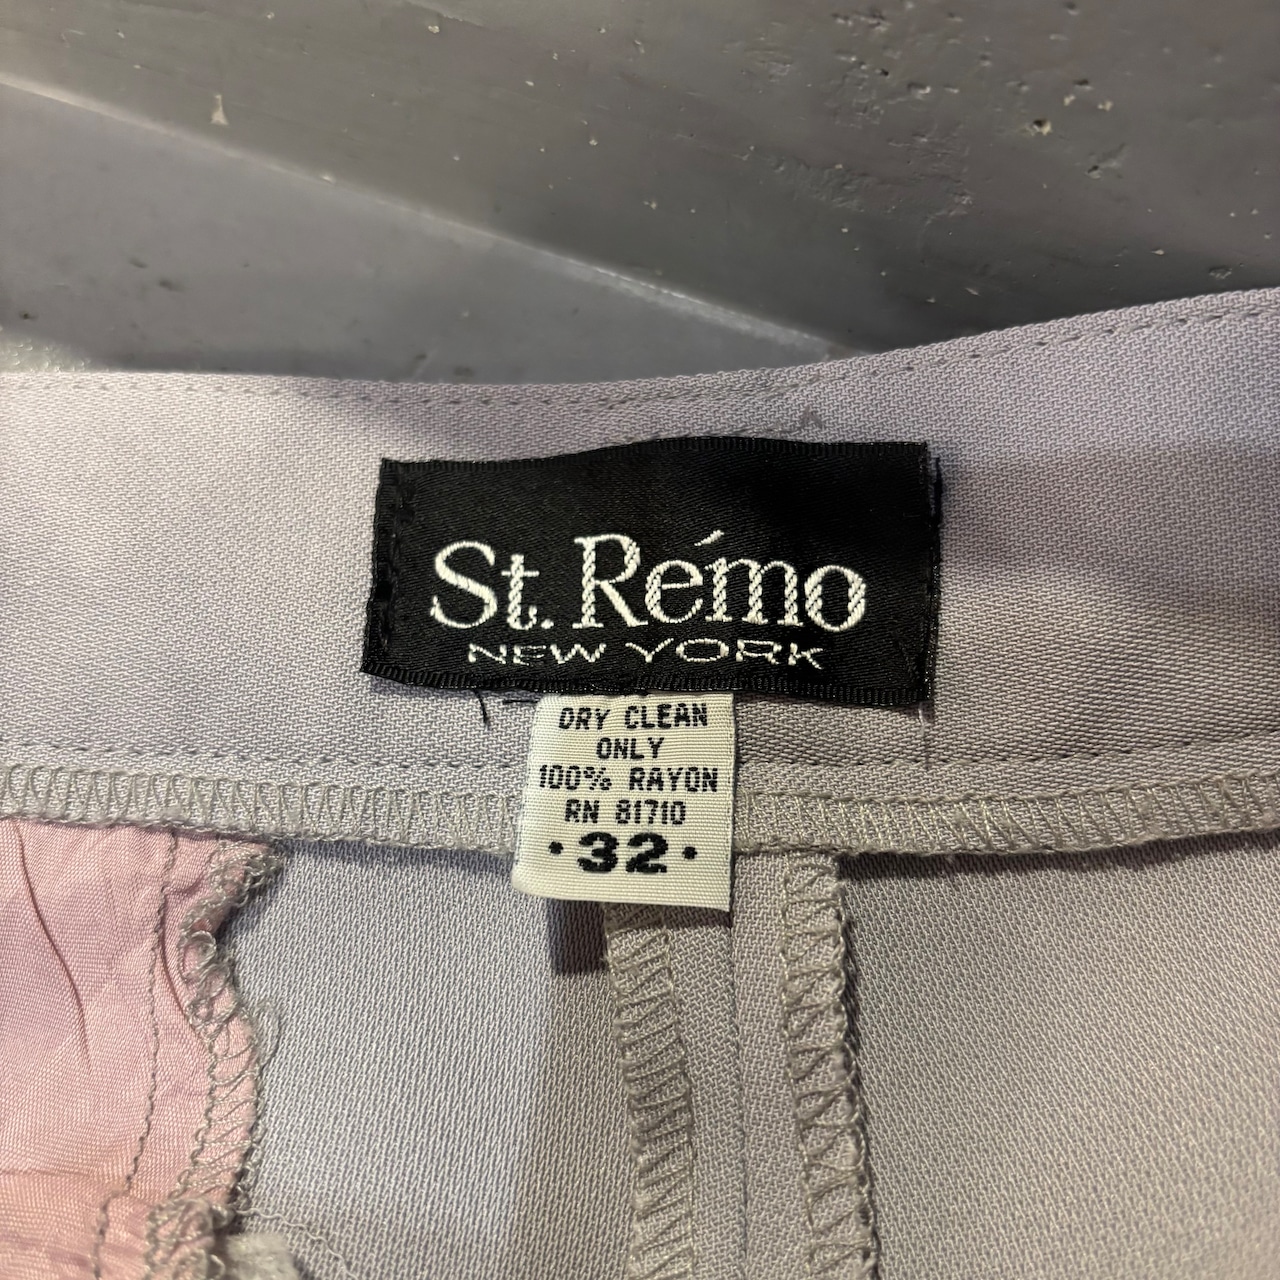 St. Rémo
NEW YORK
DRY CLEAN
ONLY
100% RAYON
RN 81710
·32·